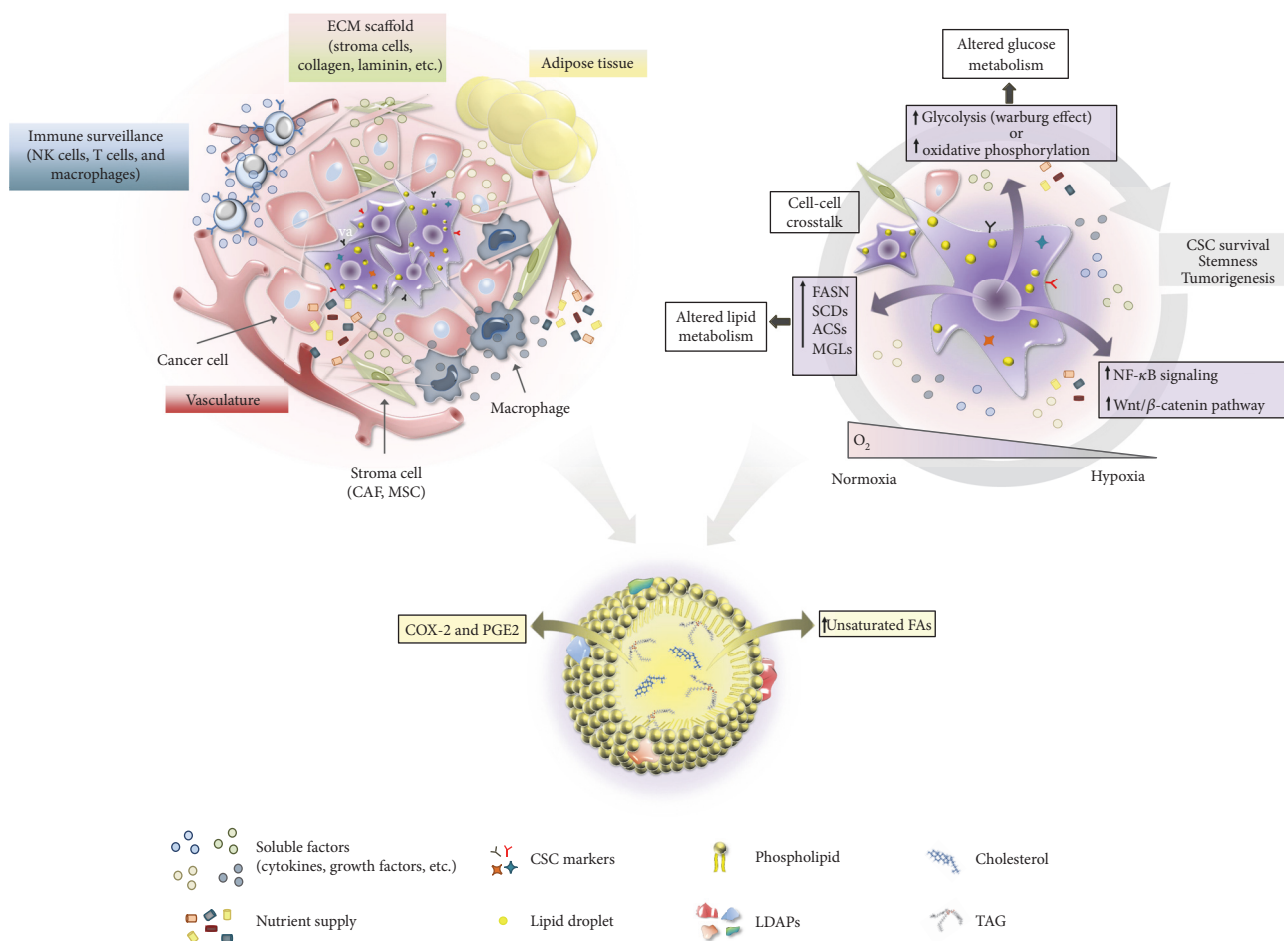 ECM scaffold
(stroma cells,
collagen, laminin, etc.)
Adipose tissue
Immune surveillance
(NK cells, T cells, and
macrophages)
va
Cancer cell
Vasculature
Macrophage
Stroma cell
(CAF, MSC)
Altered glucose
metabolism
Glycolysis (warburg effect)
or
oxidative phosphorylation
Cell-cell
crosstalk
CSC survival
Stemness
Tumorigenesis
FASN
SCDs
ACSs
MGLs
Altered lipid
metabolism
NF-κB signaling
Wnt/β-catenin pathway
O₂
Normoxia
Hypoxia
COX-2 and PGE2
Unsaturated FAs
Soluble factors
(cytokines, growth factors, etc.)
CSC markers
Phospholipid
Cholesterol
Nutrient supply
Lipid droplet
LDAPs
TAG